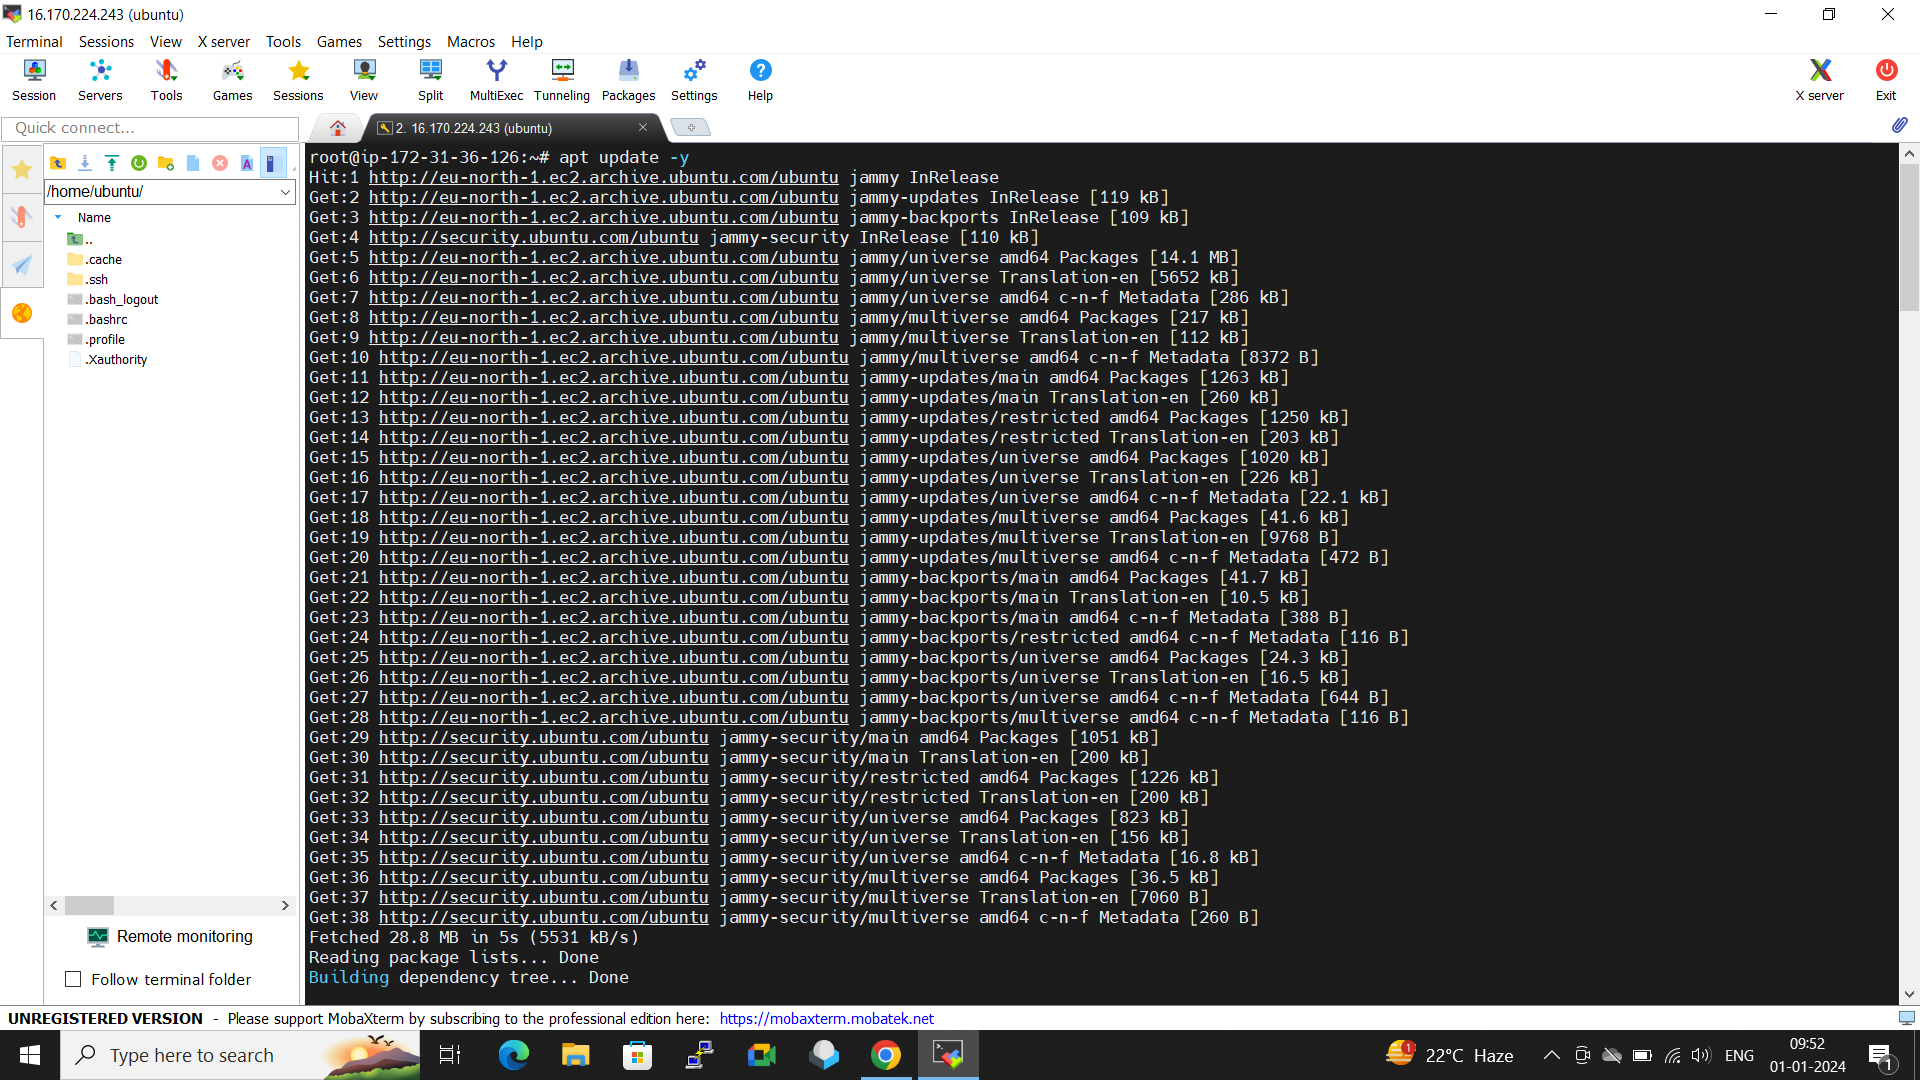 16.170.224.243 (ubuntu)
Terminal Sessions View X server Tools Games Settings Macros Help
Session Servers Tools Games Sessions View Split MultiExec Tunneling Packages Settings Help X server Exit
Quick connect...
2. 16.170.224.243 (ubuntu)
/home/ubuntu/
Name
..
.cache
.ssh
.bash_logout
.bashrc
.profile
.Xauthority
Remote monitoring
Follow terminal folder
root@ip-172-31-36-126:~# apt update -y
Hit:1 http://eu-north-1.ec2.archive.ubuntu.com/ubuntu jammy InRelease
Get:2 http://eu-north-1.ec2.archive.ubuntu.com/ubuntu jammy-updates InRelease [119 kB]
Get:3 http://eu-north-1.ec2.archive.ubuntu.com/ubuntu jammy-backports InRelease [109 kB]
Get:4 http://security.ubuntu.com/ubuntu jammy-security InRelease [110 kB]
Get:5 http://eu-north-1.ec2.archive.ubuntu.com/ubuntu jammy/universe amd64 Packages [14.1 MB]
Get:6 http://eu-north-1.ec2.archive.ubuntu.com/ubuntu jammy/universe Translation-en [5652 kB]
Get:7 http://eu-north-1.ec2.archive.ubuntu.com/ubuntu jammy/universe amd64 c-n-f Metadata [286 kB]
Get:8 http://eu-north-1.ec2.archive.ubuntu.com/ubuntu jammy/multiverse amd64 Packages [217 kB]
Get:9 http://eu-north-1.ec2.archive.ubuntu.com/ubuntu jammy/multiverse Translation-en [112 kB]
Get:10 http://eu-north-1.ec2.archive.ubuntu.com/ubuntu jammy/multiverse amd64 c-n-f Metadata [8372 B]
Get:11 http://eu-north-1.ec2.archive.ubuntu.com/ubuntu jammy-updates/main amd64 Packages [1263 kB]
Get:12 http://eu-north-1.ec2.archive.ubuntu.com/ubuntu jammy-updates/main Translation-en [260 kB]
Get:13 http://eu-north-1.ec2.archive.ubuntu.com/ubuntu jammy-updates/restricted amd64 Packages [1250 kB]
Get:14 http://eu-north-1.ec2.archive.ubuntu.com/ubuntu jammy-updates/restricted Translation-en [203 kB]
Get:15 http://eu-north-1.ec2.archive.ubuntu.com/ubuntu jammy-updates/universe amd64 Packages [1020 kB]
Get:16 http://eu-north-1.ec2.archive.ubuntu.com/ubuntu jammy-updates/universe Translation-en [226 kB]
Get:17 http://eu-north-1.ec2.archive.ubuntu.com/ubuntu jammy-updates/universe amd64 c-n-f Metadata [22.1 kB]
Get:18 http://eu-north-1.ec2.archive.ubuntu.com/ubuntu jammy-updates/multiverse amd64 Packages [41.6 kB]
Get:19 http://eu-north-1.ec2.archive.ubuntu.com/ubuntu jammy-updates/multiverse Translation-en [9768 B]
Get:20 http://eu-north-1.ec2.archive.ubuntu.com/ubuntu jammy-updates/multiverse amd64 c-n-f Metadata [472 B]
Get:21 http://eu-north-1.ec2.archive.ubuntu.com/ubuntu jammy-backports/main amd64 Packages [41.7 kB]
Get:22 http://eu-north-1.ec2.archive.ubuntu.com/ubuntu jammy-backports/main Translation-en [10.5 kB]
Get:23 http://eu-north-1.ec2.archive.ubuntu.com/ubuntu jammy-backports/main amd64 c-n-f Metadata [388 B]
Get:24 http://eu-north-1.ec2.archive.ubuntu.com/ubuntu jammy-backports/restricted amd64 c-n-f Metadata [116 B]
Get:25 http://eu-north-1.ec2.archive.ubuntu.com/ubuntu jammy-backports/universe amd64 Packages [24.3 kB]
Get:26 http://eu-north-1.ec2.archive.ubuntu.com/ubuntu jammy-backports/universe Translation-en [16.5 kB]
Get:27 http://eu-north-1.ec2.archive.ubuntu.com/ubuntu jammy-backports/universe amd64 c-n-f Metadata [644 B]
Get:28 http://eu-north-1.ec2.archive.ubuntu.com/ubuntu jammy-backports/multiverse amd64 c-n-f Metadata [116 B]
Get:29 http://security.ubuntu.com/ubuntu jammy-security/main amd64 Packages [1051 kB]
Get:30 http://security.ubuntu.com/ubuntu jammy-security/main Translation-en [200 kB]
Get:31 http://security.ubuntu.com/ubuntu jammy-security/restricted amd64 Packages [1226 kB]
Get:32 http://security.ubuntu.com/ubuntu jammy-security/restricted Translation-en [200 kB]
Get:33 http://security.ubuntu.com/ubuntu jammy-security/universe amd64 Packages [823 kB]
Get:34 http://security.ubuntu.com/ubuntu jammy-security/universe Translation-en [156 kB]
Get:35 http://security.ubuntu.com/ubuntu jammy-security/universe amd64 c-n-f Metadata [16.8 kB]
Get:36 http://security.ubuntu.com/ubuntu jammy-security/multiverse amd64 Packages [36.5 kB]
Get:37 http://security.ubuntu.com/ubuntu jammy-security/multiverse Translation-en [7060 B]
Get:38 http://security.ubuntu.com/ubuntu jammy-security/multiverse amd64 c-n-f Metadata [260 B]
Fetched 28.8 MB in 5s (5531 kB/s)
Reading package lists... Done
Building dependency tree... Done
UNREGISTERED VERSION - Please support MobaXterm by subscribing to the professional edition here: https://mobaxterm.mobatek.net
Type here to search
1
22°C Haze
ENG
09:52
01-01-2024
1